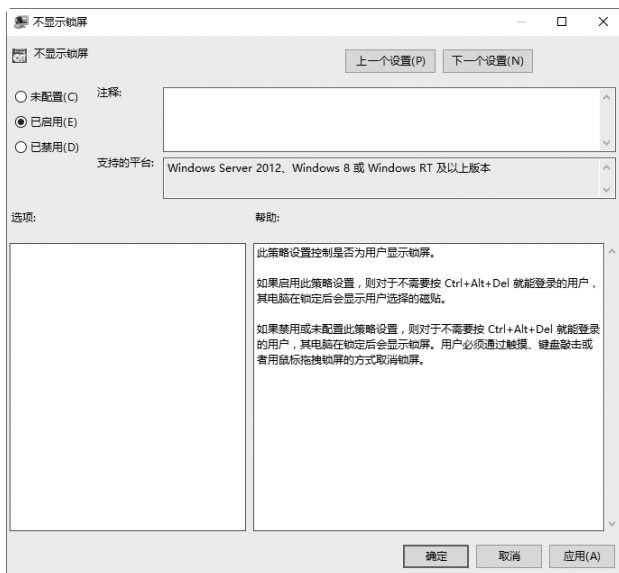 不显示锁屏
不显示锁屏
上一个设置(P)
下一个设置(N)
未配置(C)
注释:
已启用(E)
已禁用(D)
支持的平台:
Windows Server 2012、Windows 8 或 Windows RT 及以上版本
选项:
帮助:
此策略设置控制是否为用户显示锁屏。
如果启用此策略设置，则对于不需要按 Ctrl+Alt+Del 就能登录的用户，
其电脑在锁定后会显示用户选择的磁贴。
如果禁用或未配置此策略设置，则对于不需要按 Ctrl+Alt+Del 就能登录
的用户，其电脑在锁定后会显示锁屏。用户必须通过触摸、键盘敲击或
者用鼠标拖拽锁屏的方式取消锁屏。
确定
取消
应用(A)